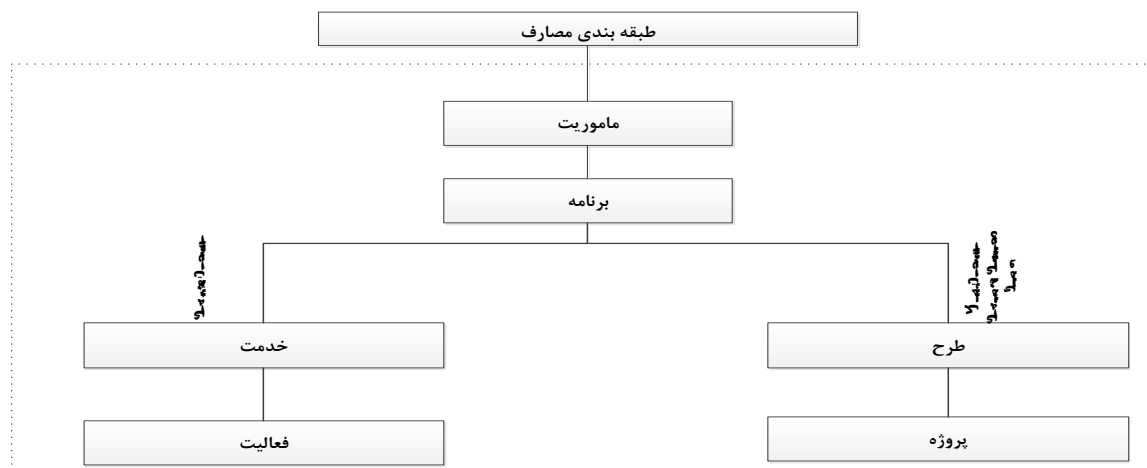 طبقه بندی مصارف
ماموریت
برنامه
طرح
خدمت
پروژه
فعالیت